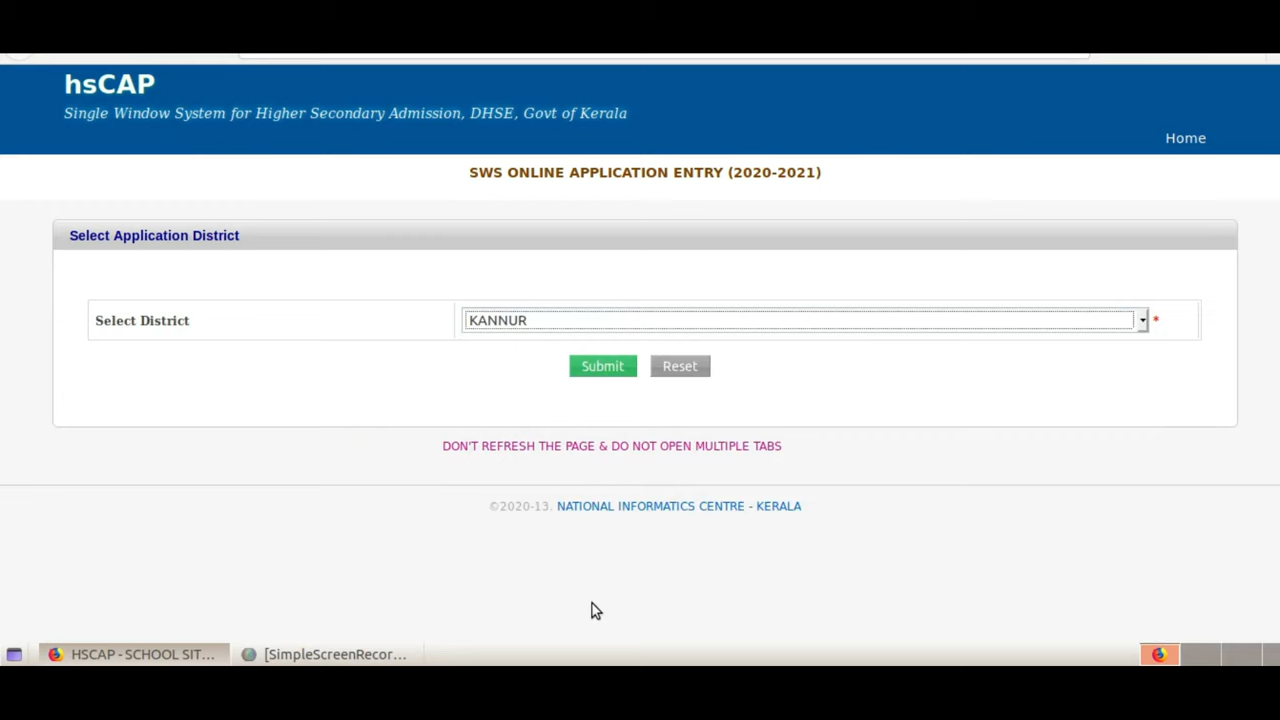 hsCAP
Single Window System for Higher Secondary Admission, DHSE, Govt of Kerala
Home
SWS ONLINE APPLICATION ENTRY (2020-2021)
Select Application District
Select District KANNUR *
Submit Reset
DON'T REFRESH THE PAGE & DO NOT OPEN MULTIPLE TABS
©2020-13. NATIONAL INFORMATICS CENTRE - KERALA
HSCAP - SCHOOL SIT... [SimpleScreenRecor...